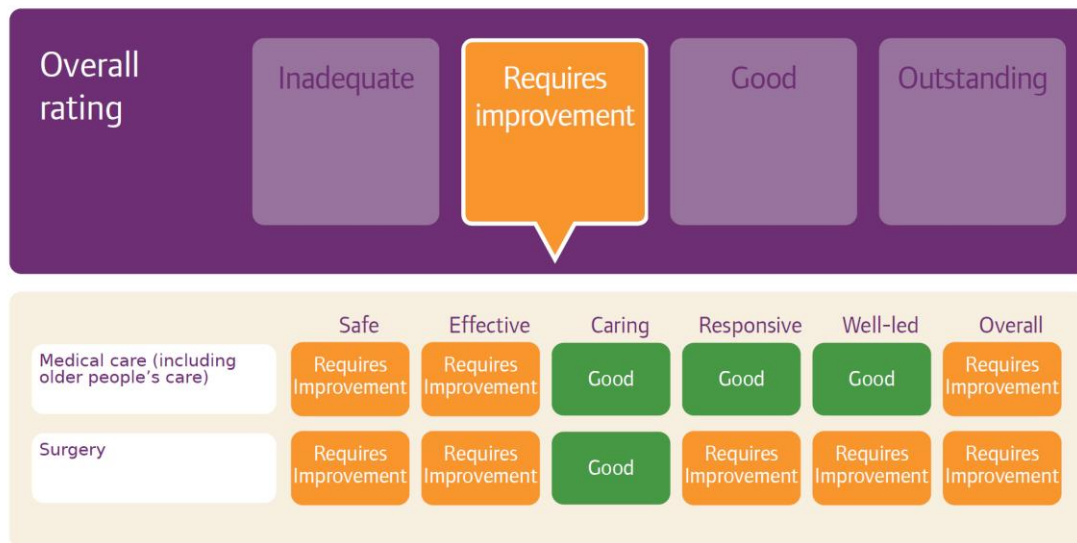 Overall
rating
Inadequate
Requires
improvement
Good
Outstanding
Safe
Effective
Caring
Responsive
Well-led
Overall
Medical care (including
older people's care)
Requires
Improvement
Requires
Improvement
Good
Good
Good
Requires
Improvement
Surgery
Requires
Improvement
Requires
Improvement
Good
Requires
Improvement
Requires
Improvement
Requires
Improvement